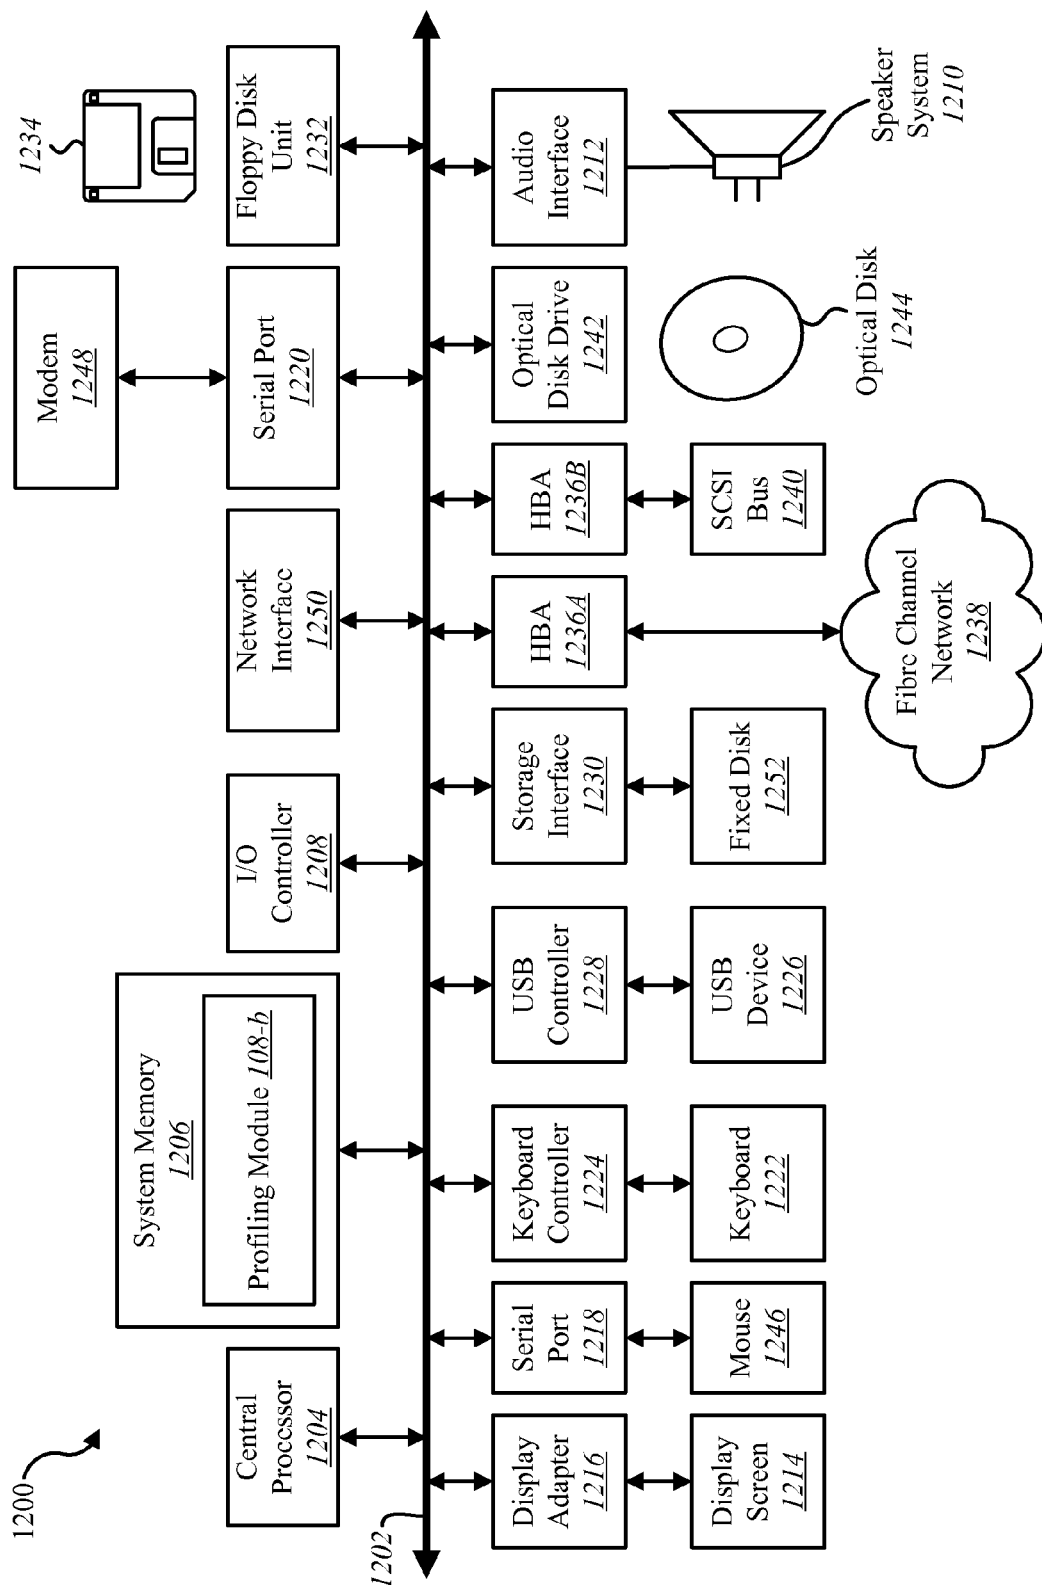 1200
1202
Central
Processor
1204
System Memory
1206
Profiling Module 108-b
I/O
Controller
1208
Network
Interface
1250
Modem
1248
Serial Port
1220
1234
Floppy Disk
Unit
1232
Display
Adapter
1216
Serial
Port
1218
Keyboard
Controller
1224
USB
Controller
1228
Storage
Interface
1230
HBA
1236A
HBA
1236B
Optical
Disk Drive
1242
Audio
Interface
1212
Display
Screen
1214
Mouse
1246
Keyboard
1222
USB
Device
1226
Fixed Disk
1252
Fibre Channel
Network
1238
SCSI
Bus
1240
Optical Disk
1244
Speaker
System
1210